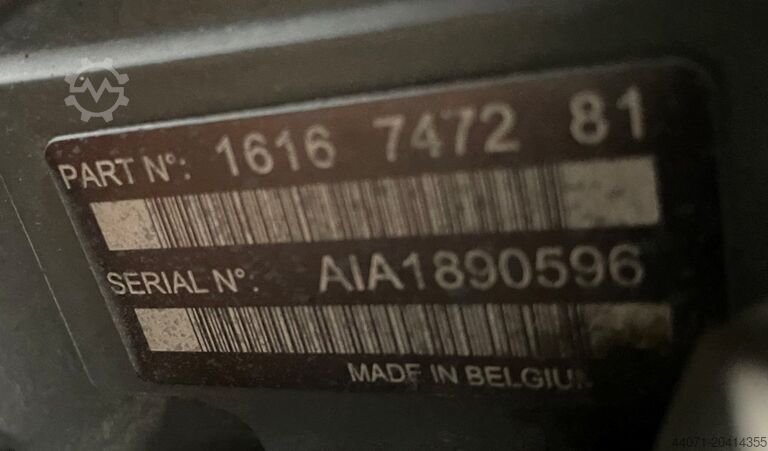 PART N°: 1616 7472 81
SERIAL N°: AIA1890596
MADE IN BELGIUM
44071-20414355